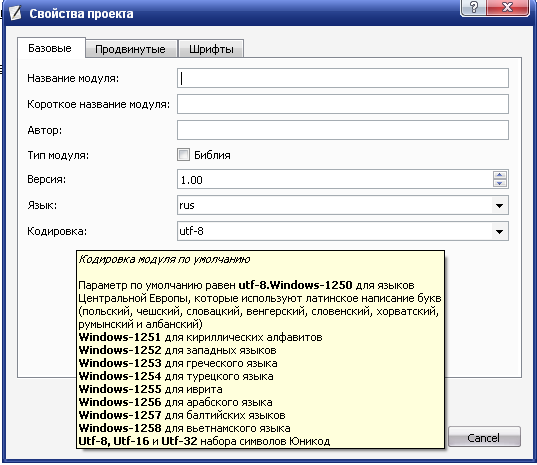 Свойства проекта
Базовые Продвинутые Шрифты
Название модуля:
Короткое название модуля:
Автор:
Тип модуля: Библия
Версия: 1.00
Язык: rus
Кодировка: utf-8
Кодировка модуля по умолчанию
Параметр по умолчанию равен utf-8.Windows-1250 для языков
Центральной Европы, которые используют латинское написание букв
(польский, чешский, словацкий, венгерский, словенский, хорватский,
румынский и албанский)
Windows-1251 для кириллических алфавитов
Windows-1252 для западных языков
Windows-1253 для греческого языка
Windows-1254 для турецкого языка
Windows-1255 для иврита
Windows-1256 для арабского языка
Windows-1257 для балтийских языков
Windows-1258 для вьетнамского языка
Utf-8, Utf-16 и Utf-32 набора символов Юникод
Cancel